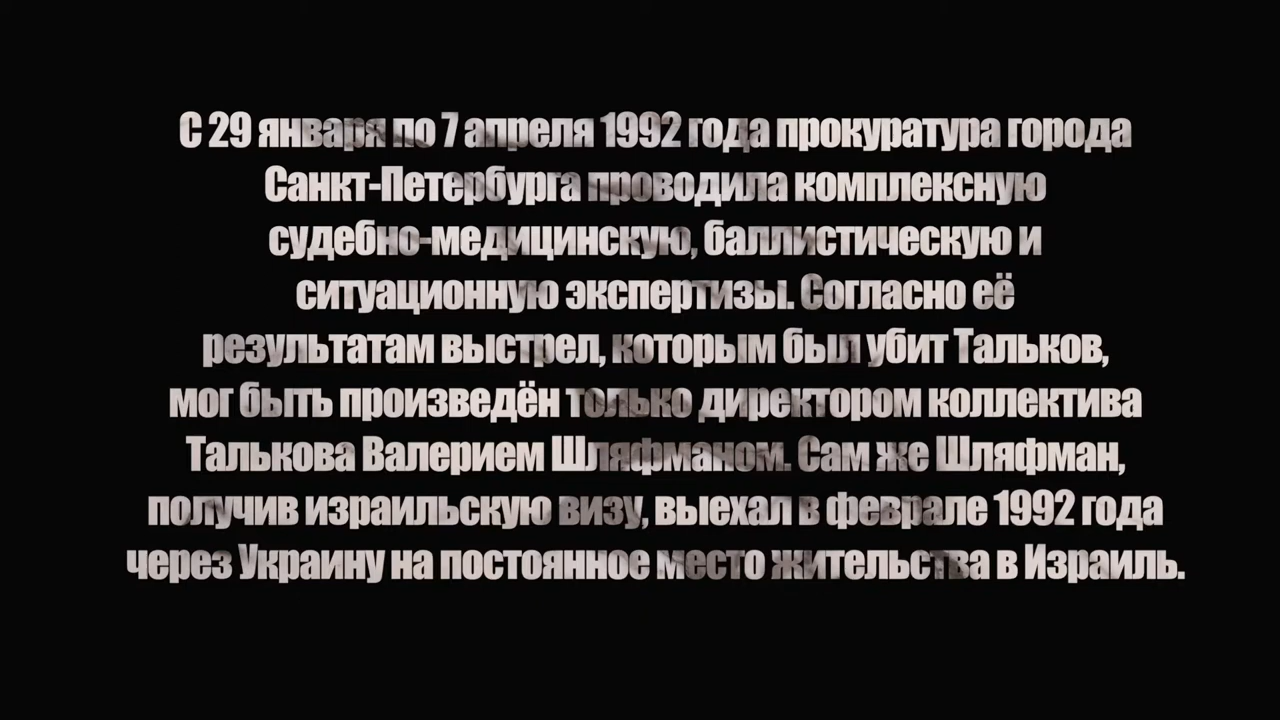 С 29 января по 7 апреля 1992 года прокуратура города
Санкт-Петербурга проводила комплексную
судебно-медицинскую, баллистическую и
ситуационную экспертизы. Согласно её
результатам выстрел, которым был убит Тальков,
мог быть произведён только директором коллектива
Талькова Валерием Шляфманом. Сам же Шляфман,
получив израильскую визу, выехал в феврале 1992 года
через Украину на постоянное место жительства в Израиль.